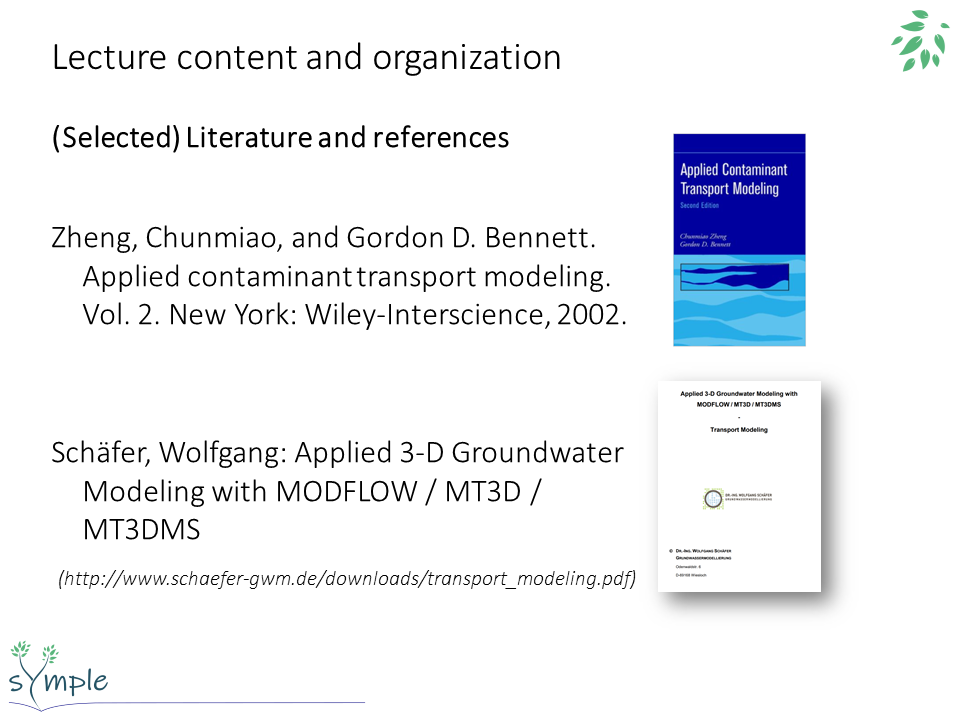 Lecture content and organization
(Selected) Literature and references
Zheng, Chunmiao, and Gordon D. Bennett.
Applied contaminant transport modeling.
Vol. 2. New York: Wiley-Interscience, 2002.
Applied Contaminant
Transport Modeling
Second Edition
Chunmiao Zheng
Gordon D. Bennett
Schäfer, Wolfgang: Applied 3-D Groundwater
Modeling with MODFLOW / MT3D /
MT3DMS
(http://www.schaefer-gwm.de/downloads/transport_modeling.pdf)
Applied 3-D Groundwater Modeling with
MODFLOW / MT3D / MT3DMS
-
Transport Modeling
DR.-ING. WOLFGANG SCHÄFER
GRUNDWASSERMODELLIERUNG
© DR.-ING. WOLFGANG SCHÄFER
GRUNDWASSERMODELLIERUNG
D-69168 Wiesloch
sYmple